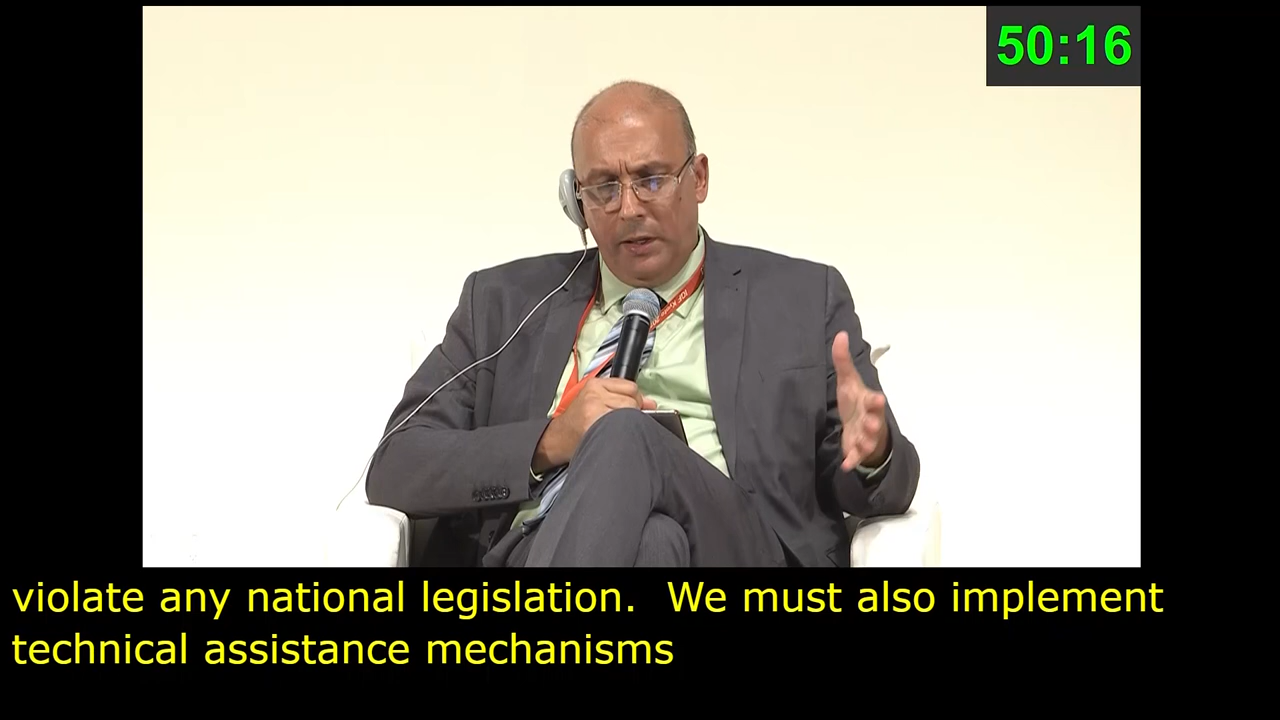 50:16
violate any national legislation.  We must also implement
technical assistance mechanisms